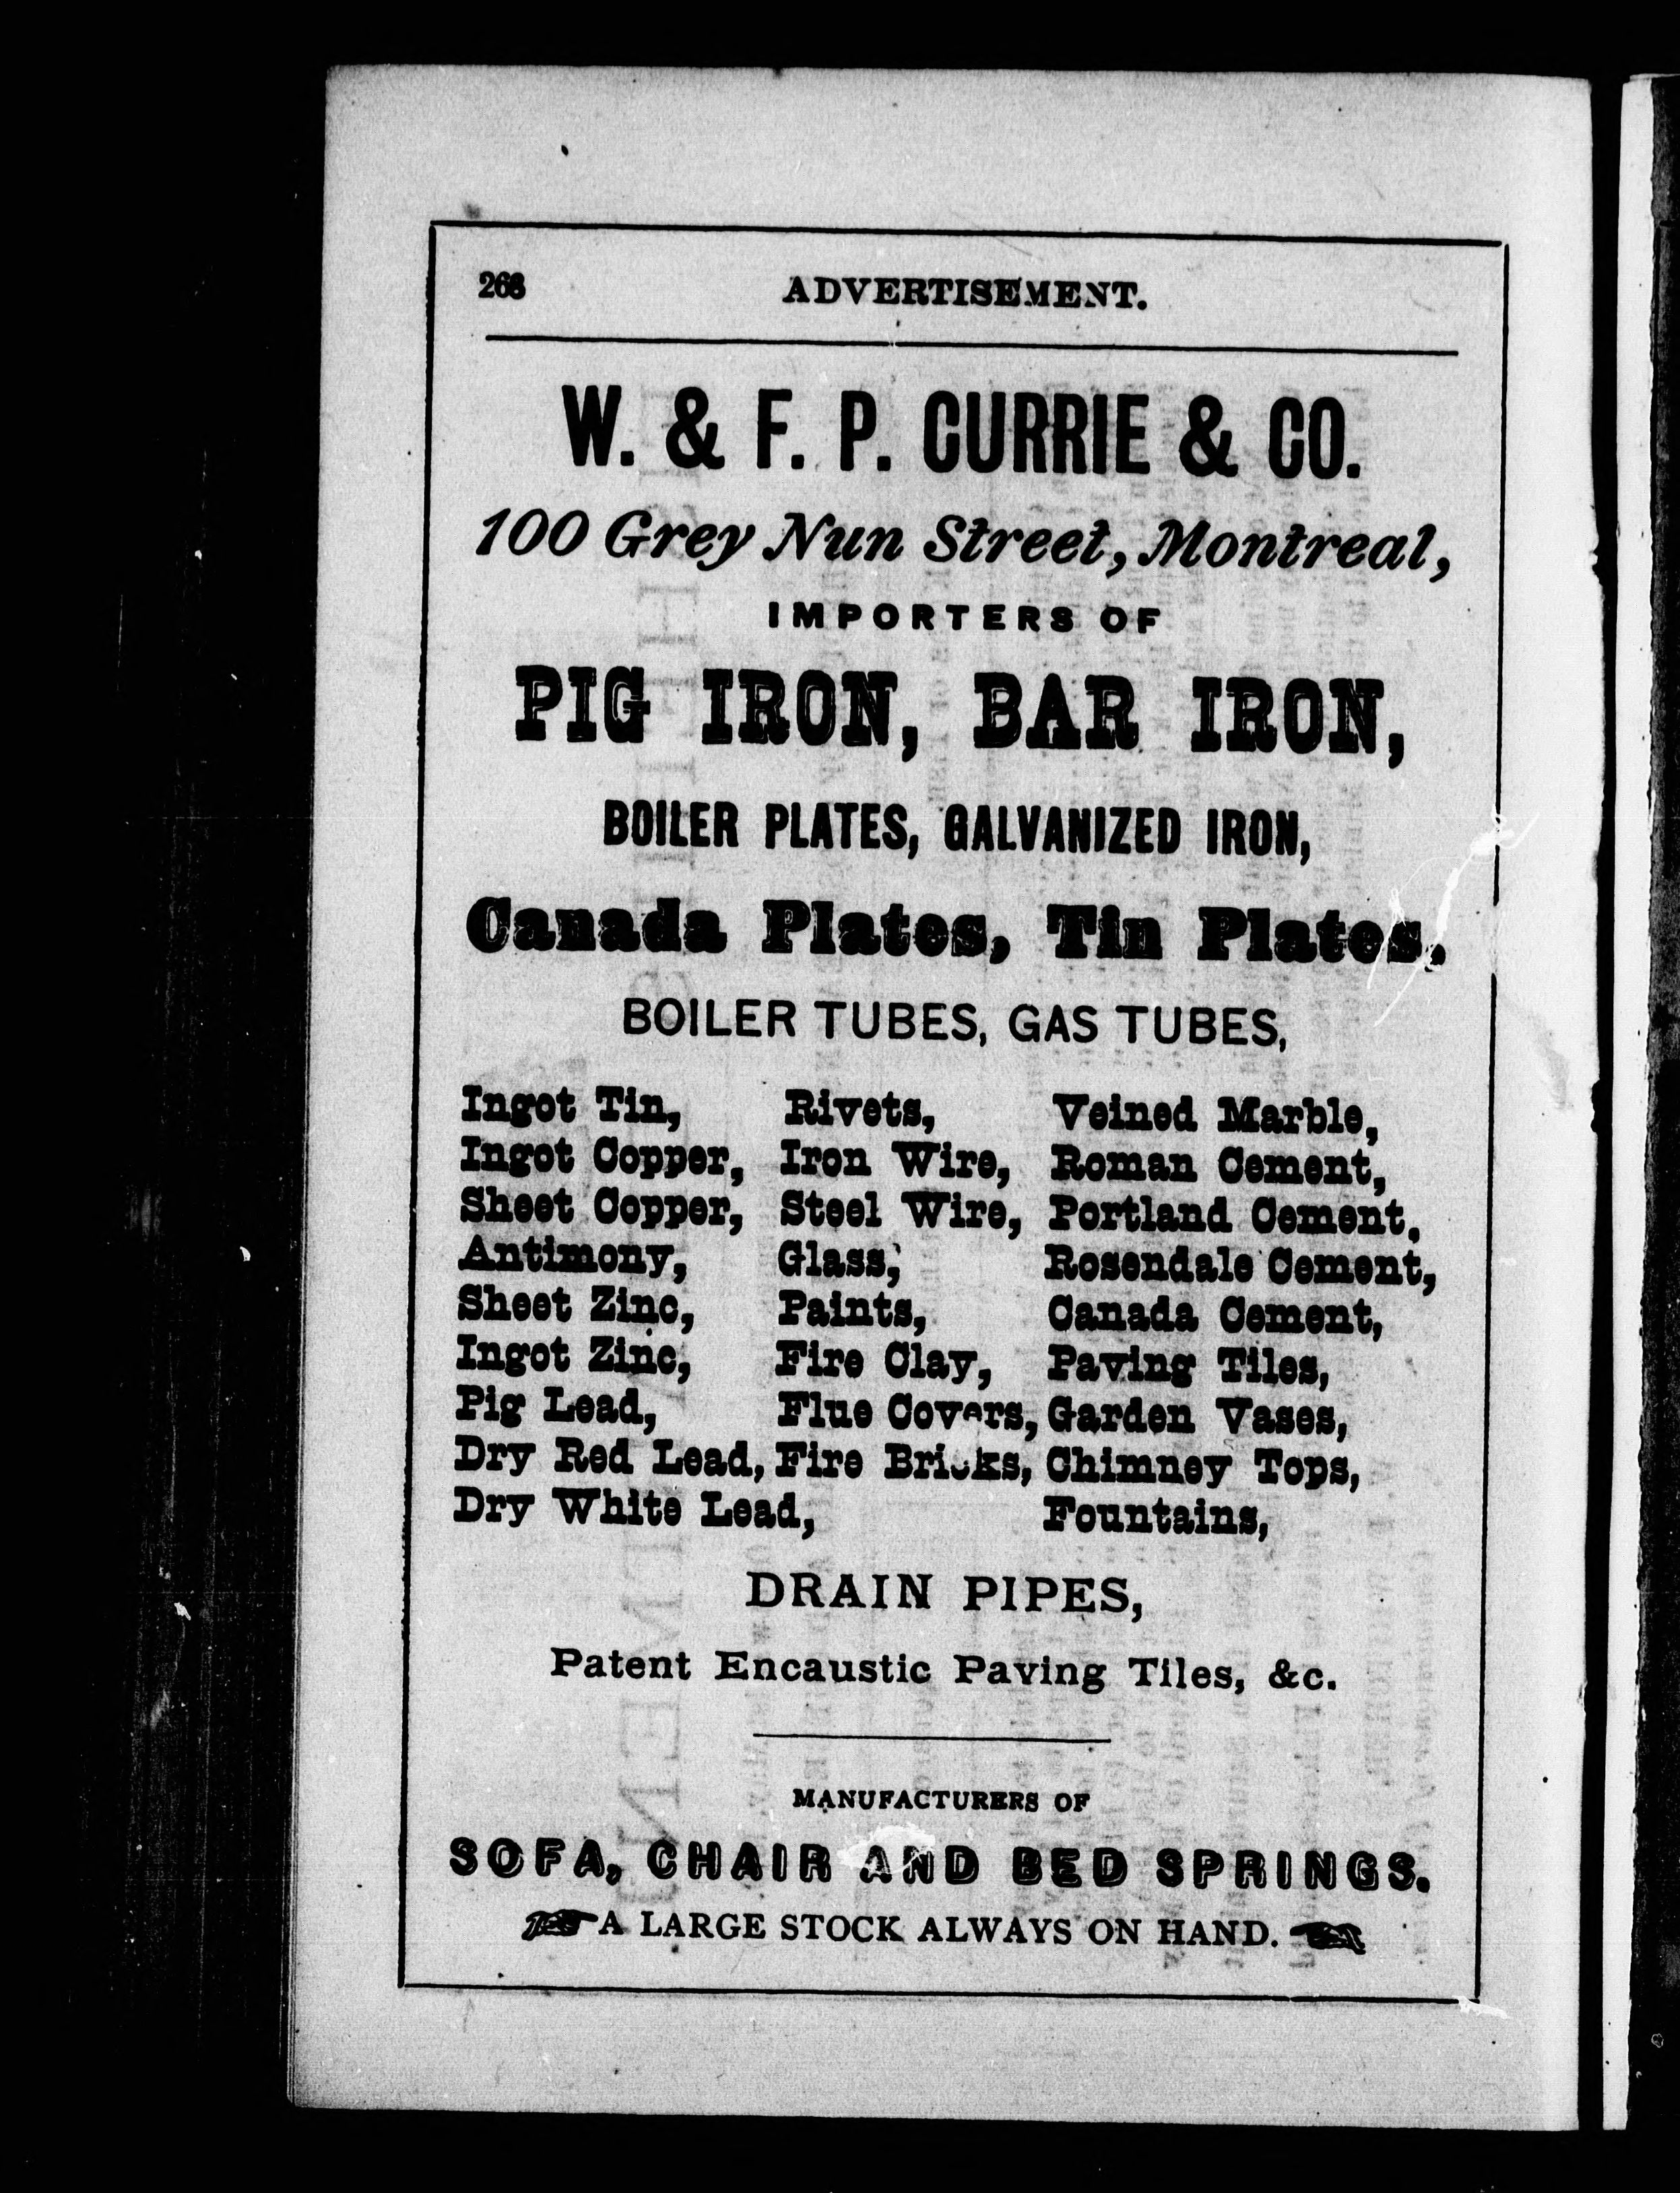 268
ADVERTISEMENT.
W. & F. P. CURRIE & CO.
100 Grey Nun Street, Montreal,
IMPORTERS OF
PIG IRON, BAR IRON,
BOILER PLATES, GALVANIZED IRON,
Canada Plates, Tin Plates,
BOILER TUBES, GAS TUBES,
Ingot Tin,
Ingot Copper,
Sheet Copper,
Antimony,
Sheet Zinc,
Ingot Zinc,
Pig Lead,
Dry Red Lead,
Dry White Lead,
Rivets,
Iron Wire,
Steel Wire,
Glass,
Paints,
Fire Clay,
Flue Covers,
Fire Bricks,
Veined Marble,
Roman Cement,
Portland Cement,
Rosendale Cement,
Canada Cement,
Paving Tiles,
Garden Vases,
Chimney Tops,
Fountains,
DRAIN PIPES,
Patent Encaustic Paving Tiles, &c.
MANUFACTURERS OF
SOFA, CHAIR AND BED SPRINGS.
A LARGE STOCK ALWAYS ON HAND.